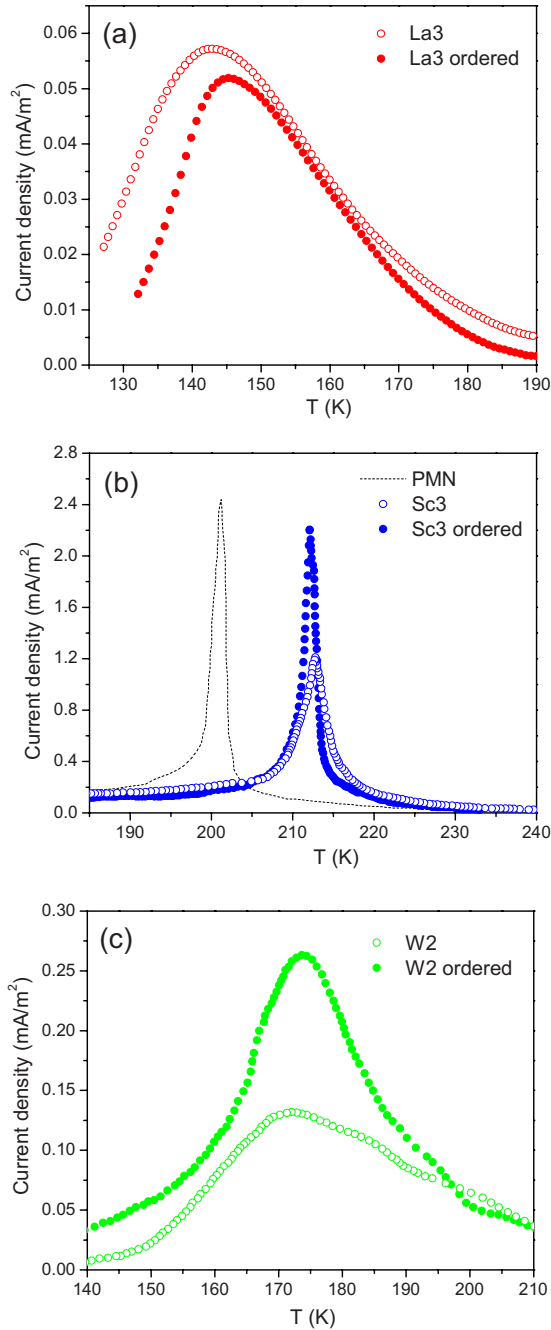 (a)
La3
La3 ordered
0.06
0.05
0.04
0.03
0.02
0.01
0.00
Current density (mA/m²)
130 140 150 160 170 180 190
T (K)
(b)
PMN
Sc3
Sc3 ordered
2.8
2.4
2.0
1.6
1.2
0.8
0.4
0.0
Current density (mA/m²)
190 200 210 220 230 240
T (K)
(c)
W2
W2 ordered
0.30
0.25
0.20
0.15
0.10
0.05
0.00
Current density (mA/m²)
140 150 160 170 180 190 200 210
T (K)